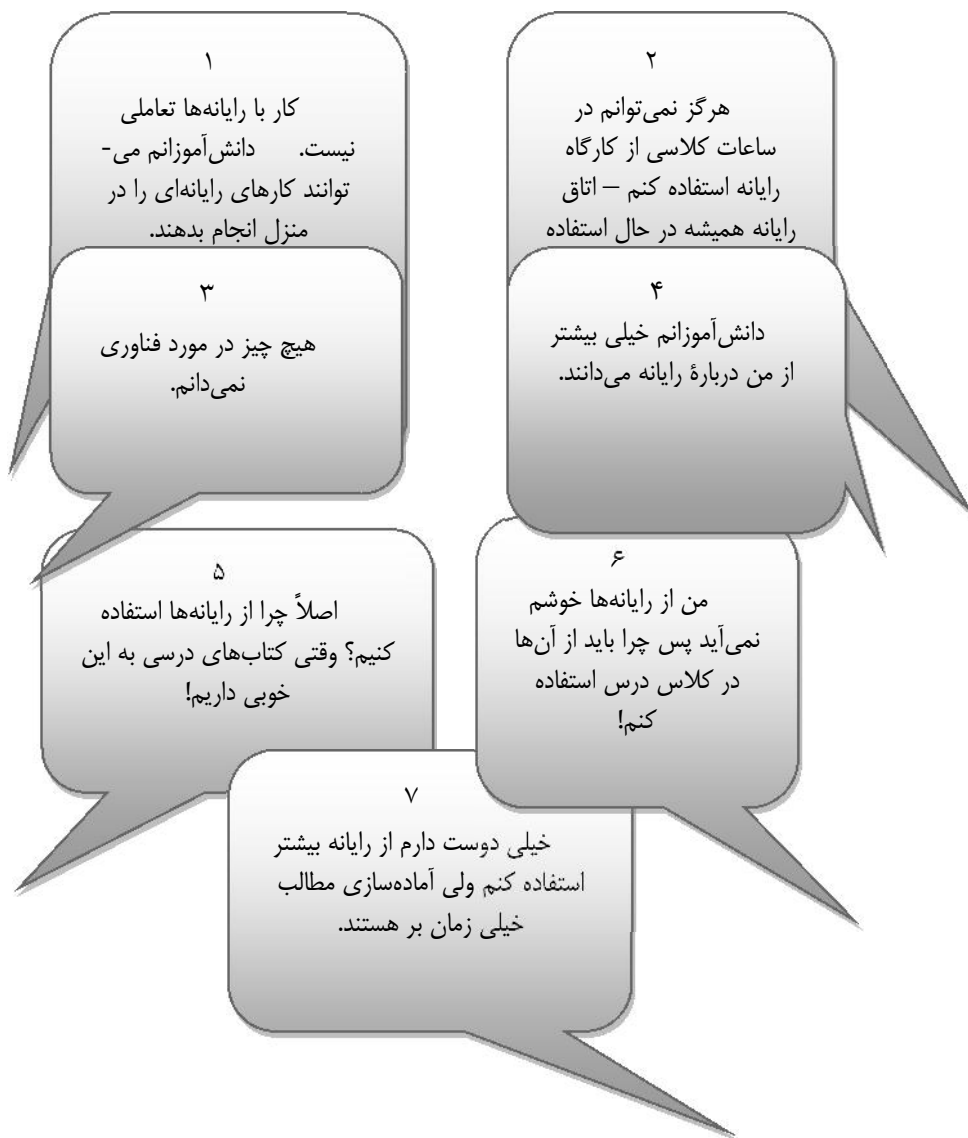 ۱
کار با رایانه‌ها تعاملی
نیست. دانش‌آموزانم می-
توانند کارهای رایانه‌ای را در
منزل انجام بدهند.
۲
هرگز نمی‌توانم در
ساعات کلاسی از کارگاه
رایانه استفاده کنم – اتاق
رایانه همیشه در حال استفاده
۳
هیچ چیز در مورد فناوری
نمی‌دانم.
۴
دانش‌آموزانم خیلی بیشتر
از من دربارهٔ رایانه می‌دانند.
۵
اصلاً چرا از رایانه‌ها استفاده
کنیم؟ وقتی کتاب‌های درسی به این
خوبی داریم!
۶
من از رایانه‌ها خوشم
نمی‌آید پس چرا باید از آن‌ها
در کلاس درس استفاده
کنم!
۷
خیلی دوست دارم از رایانه بیشتر
استفاده کنم ولی آماده‌سازی مطالب
خیلی زمان بر هستند.